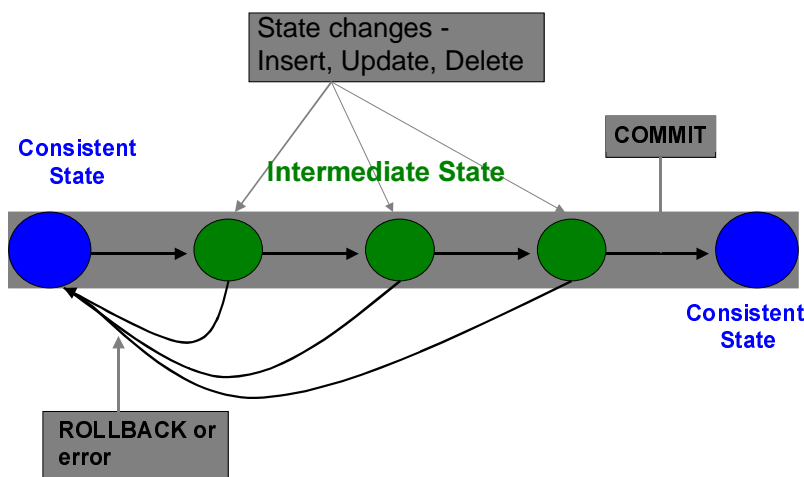 State changes -
Insert, Update, Delete
COMMIT
Consistent
State
Intermediate State
Consistent
State
ROLLBACK or
error